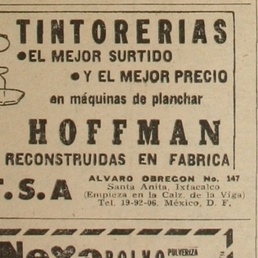 TINTORERIAS
• EL MEJOR SURTIDO
• Y EL MEJOR PRECIO
en máquinas de planchar
HOFFMAN
RECONSTRUIDAS EN FABRICA
T.S.A
ALVARO OBREGON No. 147
Santa Anita, Ixtacalco
(Empieza en la Calz. de la Viga)
Tel. 19-92-06. México, D. F.
Nexo POLVO PULVERIZA